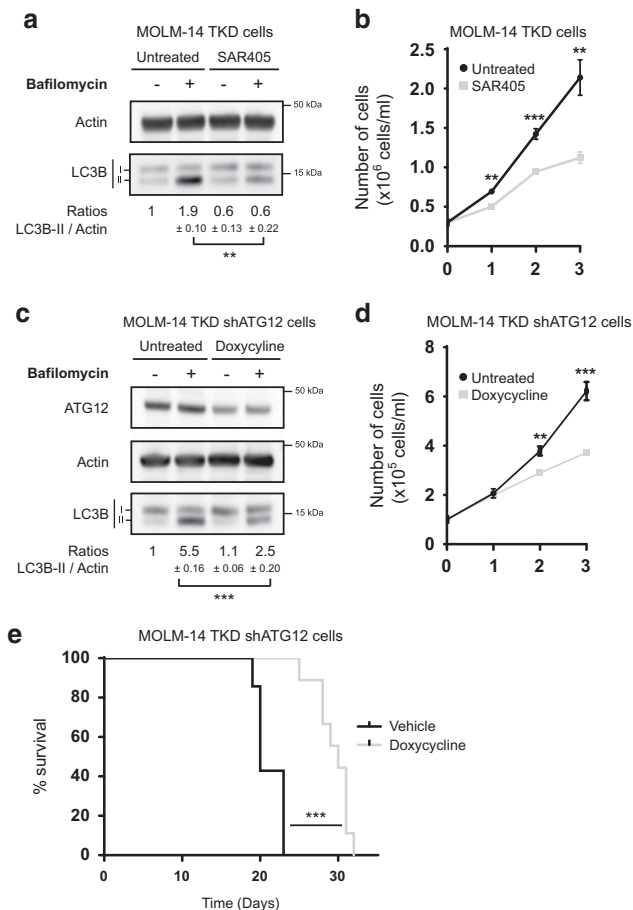 a
MOLM-14 TKD cells
Untreated SAR405
Bafilomycin - + - +
50 kDa
Actin
LC3B I
II
15 kDa
Ratios 1 1.9 0.6 0.6
LC3B-II / Actin ± 0.10 ± 0.13 ± 0.22
**
b
MOLM-14 TKD cells
Number of cells
(x10⁶ cells/ml)
2.5
2.0
1.5
1.0
0.5
0.0
Untreated
SAR405
** *** **
0 1 2 3
c
MOLM-14 TKD shATG12 cells
Untreated Doxycycline
Bafilomycin - + - +
50 kDa
ATG12
50 kDa
Actin
LC3B I
II
15 kDa
Ratios 1 5.5 1.1 2.5
LC3B-II / Actin ± 0.16 ± 0.06 ± 0.20
***
d
MOLM-14 TKD shATG12 cells
Number of cells
(x10⁵ cells/ml)
8
6
4
2
0
Untreated
Doxycycline
** ***
0 1 2 3
e
MOLM-14 TKD shATG12 cells
% survival
100
80
60
40
20
0
Vehicle
Doxycycline
***
0 10 20 30
Time (Days)